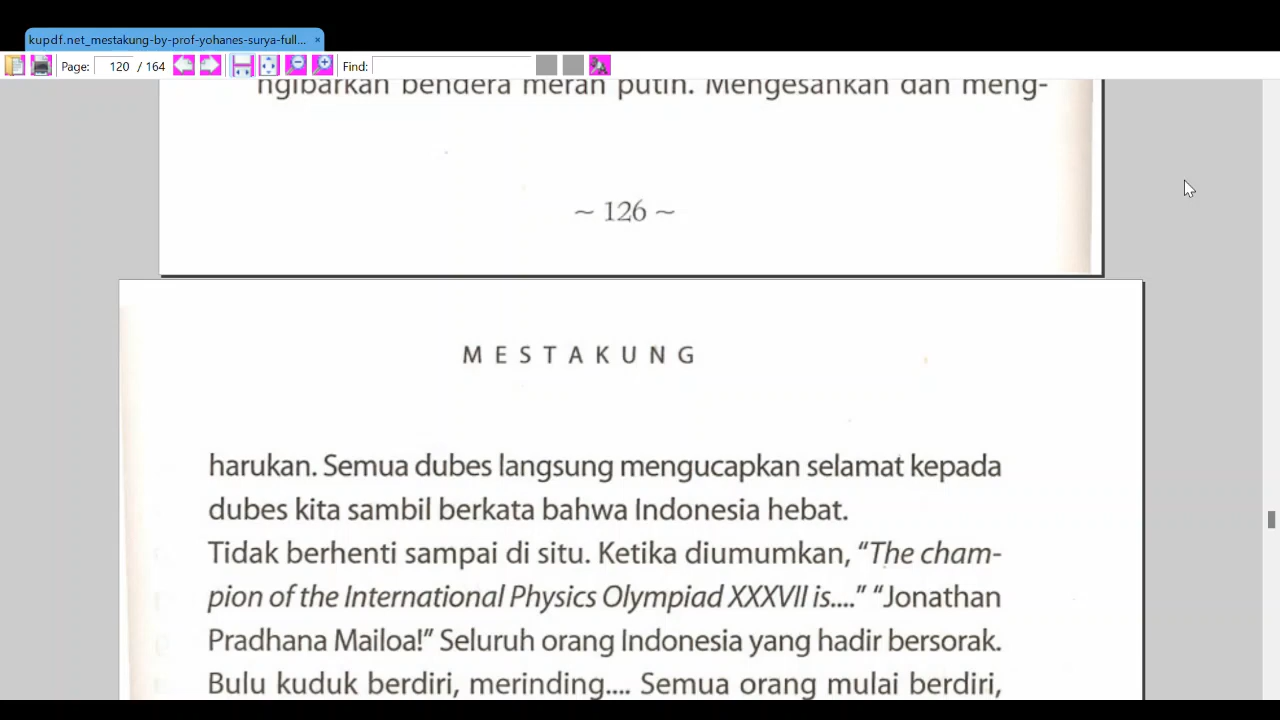 kupdf.net_mestakung-by-prof-yohanes-surya-full...
Page: 120 / 164 Find:
ngibarkan bendera merah putih. Mengesankan dan meng-
~ 126 ~
MESTAKUNG
harukan. Semua dubes langsung mengucapkan selamat kepada
dubes kita sambil berkata bahwa Indonesia hebat.
Tidak berhenti sampai di situ. Ketika diumumkan, “The cham-
pion of the International Physics Olympiad XXXVII is....” “Jonathan
Pradhana Mailoa!” Seluruh orang Indonesia yang hadir bersorak.
Bulu kuduk berdiri, merinding.... Semua orang mulai berdiri,